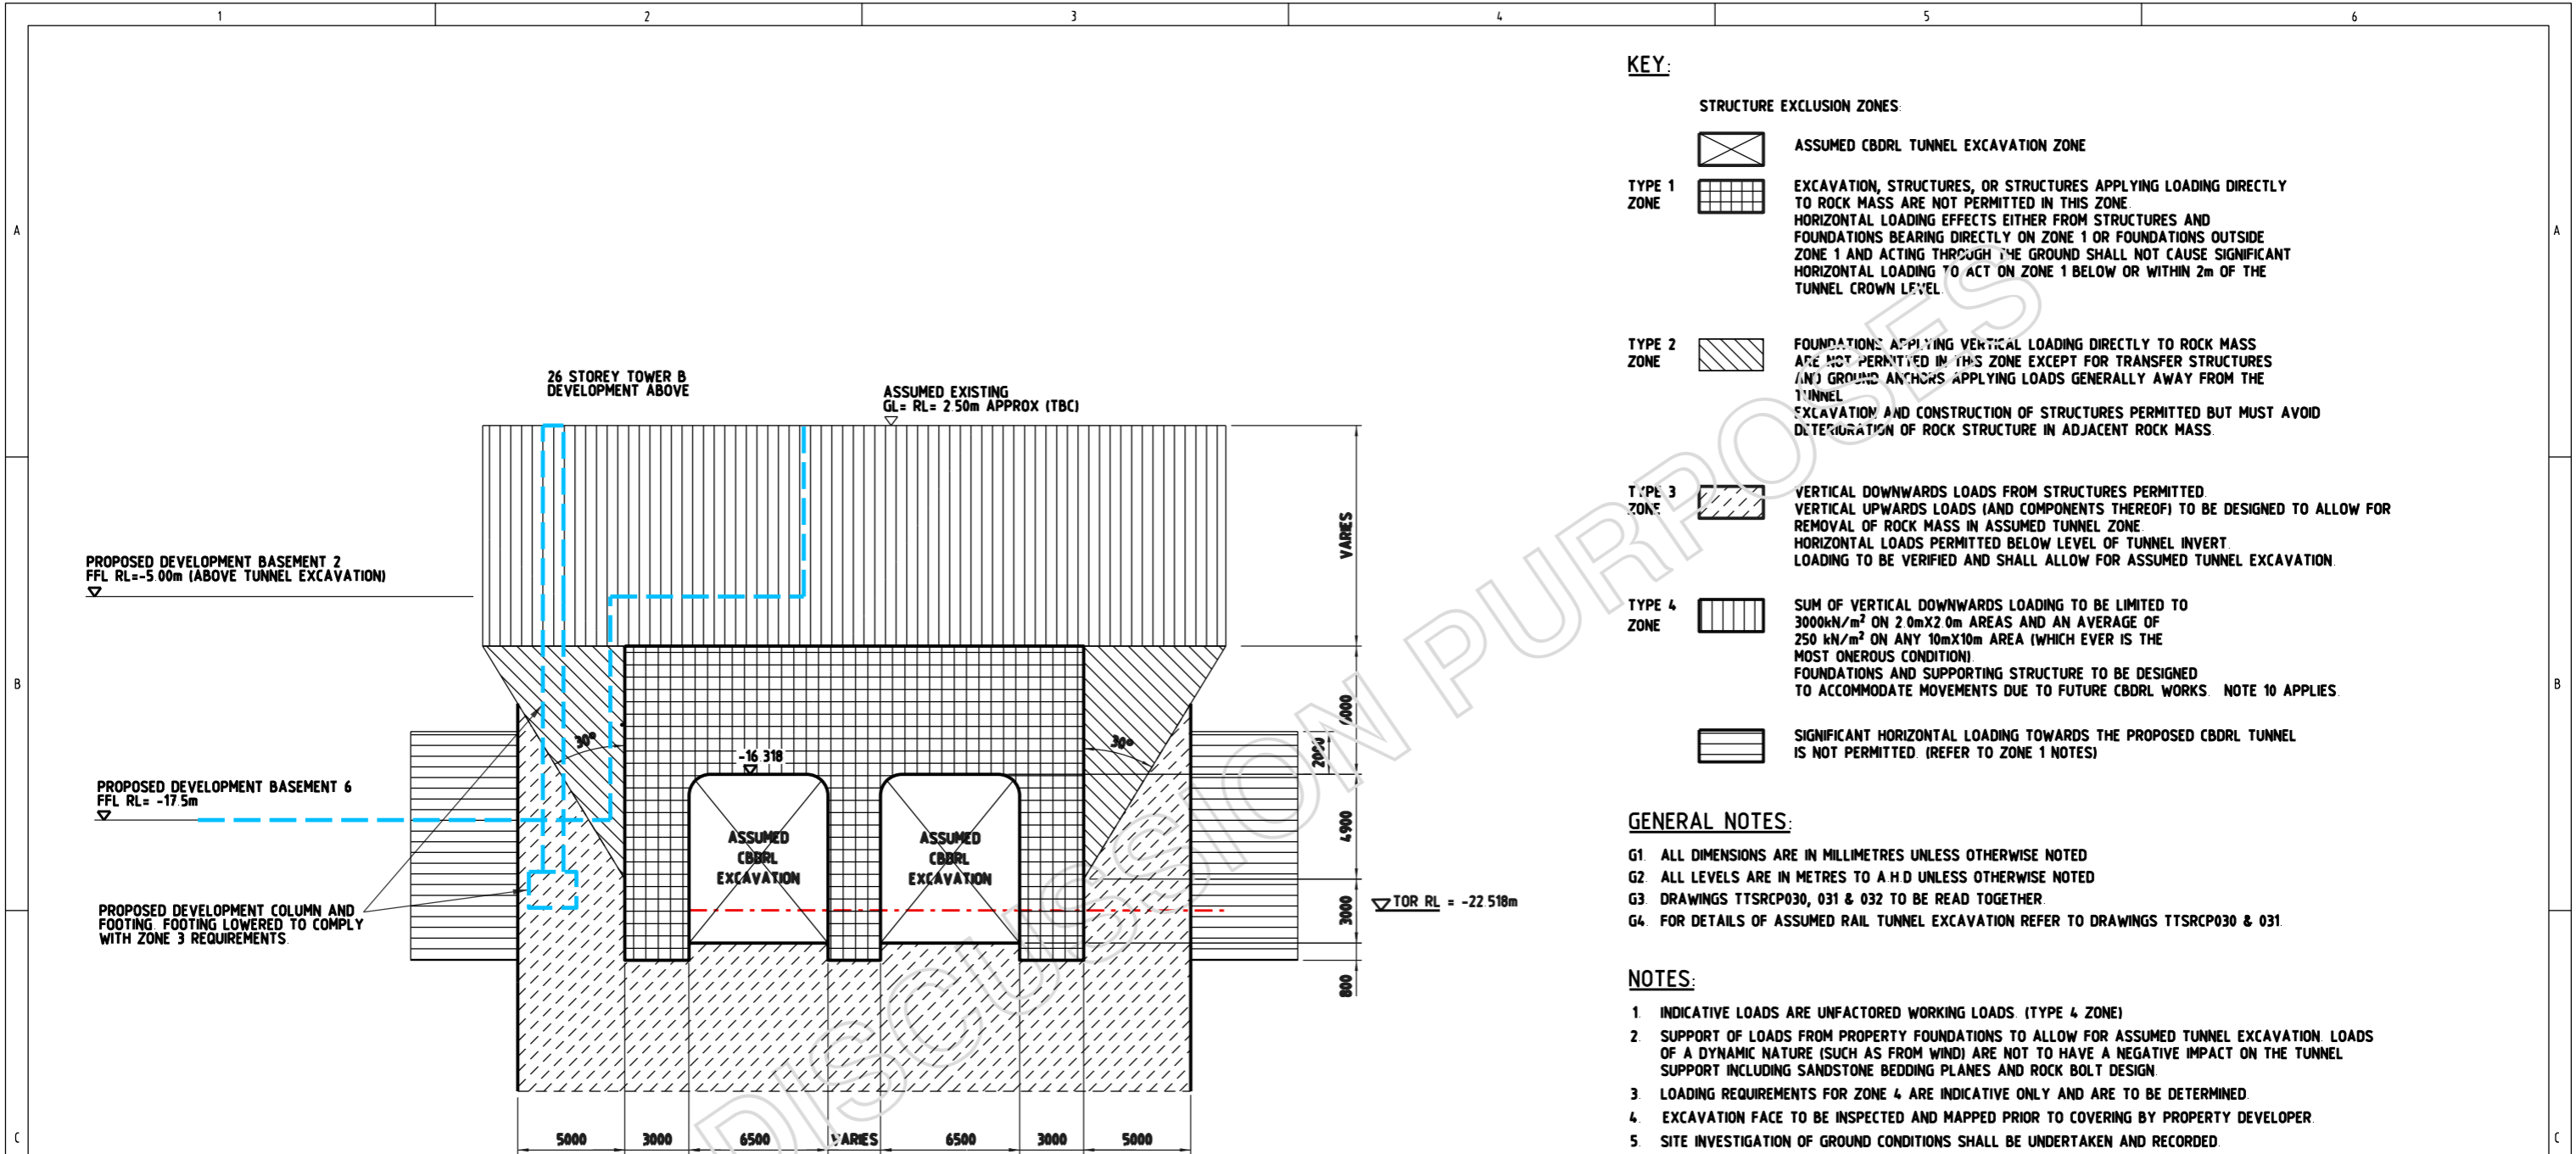 1 2 3 4 5 6
A
B
C
A
B
C
26 STOREY TOWER B
DEVELOPMENT ABOVE
ASSUMED EXISTING
GL= RL= 2.50m APPROX (TBC)
PROPOSED DEVELOPMENT BASEMENT 2
FFL RL=-5.00m (ABOVE TUNNEL EXCAVATION)
PROPOSED DEVELOPMENT BASEMENT 6
FFL RL= -17.5m
PROPOSED DEVELOPMENT COLUMN AND
FOOTING. FOOTING LOWERED TO COMPLY
WITH ZONE 3 REQUIREMENTS.
30°
30°
-16.318
ASSUMED
CBDRL
EXCAVATION
ASSUMED
CBDRL
EXCAVATION
VARIES
6000
2000
4900
3000
800
TOR RL = -22.518m
5000 3000 6500 VARIES 6500 3000 5000
DISCUSSION PURPOSES
KEY:
STRUCTURE EXCLUSION ZONES:
ASSUMED CBDRL TUNNEL EXCAVATION ZONE
TYPE 1
ZONE
EXCAVATION, STRUCTURES, OR STRUCTURES APPLYING LOADING DIRECTLY
TO ROCK MASS ARE NOT PERMITTED IN THIS ZONE.
HORIZONTAL LOADING EFFECTS EITHER FROM STRUCTURES AND
FOUNDATIONS BEARING DIRECTLY ON ZONE 1 OR FOUNDATIONS OUTSIDE
ZONE 1 AND ACTING THROUGH THE GROUND SHALL NOT CAUSE SIGNIFICANT
HORIZONTAL LOADING TO ACT ON ZONE 1 BELOW OR WITHIN 2m OF THE
TUNNEL CROWN LEVEL.
TYPE 2
ZONE
FOUNDATIONS APPLYING VERTICAL LOADING DIRECTLY TO ROCK MASS
ARE NOT PERMITTED IN THIS ZONE EXCEPT FOR TRANSFER STRUCTURES
AND GROUND ANCHORS APPLYING LOADS GENERALLY AWAY FROM THE
TUNNEL
EXCAVATION AND CONSTRUCTION OF STRUCTURES PERMITTED BUT MUST AVOID
DETERIORATION OF ROCK STRUCTURE IN ADJACENT ROCK MASS.
TYPE 3
ZONE
VERTICAL DOWNWARDS LOADS FROM STRUCTURES PERMITTED.
VERTICAL UPWARDS LOADS (AND COMPONENTS THEREOF) TO BE DESIGNED TO ALLOW FOR
REMOVAL OF ROCK MASS IN ASSUMED TUNNEL ZONE.
HORIZONTAL LOADS PERMITTED BELOW LEVEL OF TUNNEL INVERT.
LOADING TO BE VERIFIED AND SHALL ALLOW FOR ASSUMED TUNNEL EXCAVATION.
TYPE 4
ZONE
SUM OF VERTICAL DOWNWARDS LOADING TO BE LIMITED TO
3000kN/m² ON 2.0mX2.0m AREAS AND AN AVERAGE OF
250 kN/m² ON ANY 10mX10m AREA (WHICH EVER IS THE
MOST ONEROUS CONDITION).
FOUNDATIONS AND SUPPORTING STRUCTURE TO BE DESIGNED
TO ACCOMMODATE MOVEMENTS DUE TO FUTURE CBDRL WORKS. NOTE 10 APPLIES.
SIGNIFICANT HORIZONTAL LOADING TOWARDS THE PROPOSED CBDRL TUNNEL
IS NOT PERMITTED. (REFER TO ZONE 1 NOTES)
GENERAL NOTES:
G1. ALL DIMENSIONS ARE IN MILLIMETRES UNLESS OTHERWISE NOTED
G2. ALL LEVELS ARE IN METRES TO A.H.D UNLESS OTHERWISE NOTED
G3. DRAWINGS TTSRCP030, 031 & 032 TO BE READ TOGETHER.
G4. FOR DETAILS OF ASSUMED RAIL TUNNEL EXCAVATION REFER TO DRAWINGS TTSRCP030 & 031.
NOTES:
1. INDICATIVE LOADS ARE UNFACTORED WORKING LOADS. (TYPE 4 ZONE)
2. SUPPORT OF LOADS FROM PROPERTY FOUNDATIONS TO ALLOW FOR ASSUMED TUNNEL EXCAVATION. LOADS
OF A DYNAMIC NATURE (SUCH AS FROM WIND) ARE NOT TO HAVE A NEGATIVE IMPACT ON THE TUNNEL
SUPPORT INCLUDING SANDSTONE BEDDING PLANES AND ROCK BOLT DESIGN.
3. LOADING REQUIREMENTS FOR ZONE 4 ARE INDICATIVE ONLY AND ARE TO BE DETERMINED.
4. EXCAVATION FACE TO BE INSPECTED AND MAPPED PRIOR TO COVERING BY PROPERTY DEVELOPER.
5. SITE INVESTIGATION OF GROUND CONDITIONS SHALL BE UNDERTAKEN AND RECORDED.